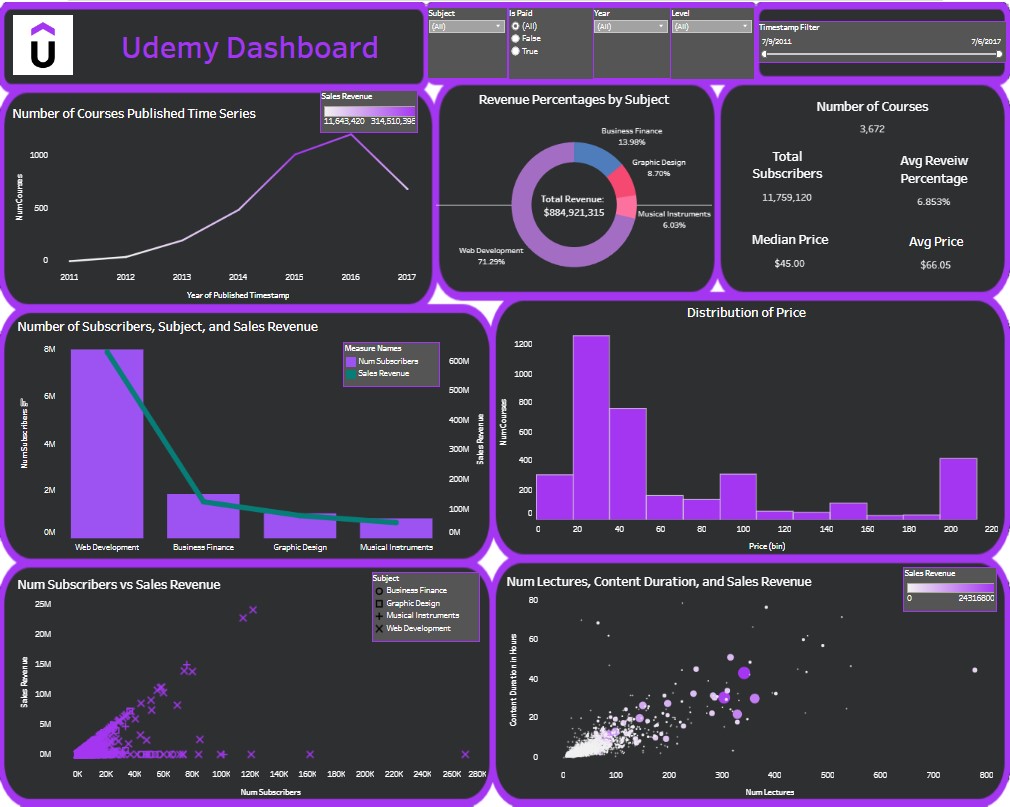 Udemy Dashboard
Subject
(All)
Is Paid
(All)
False
True
Year
(All)
Level
(All)
Timestamp Filter
7/9/2011
7/6/2017
Number of Courses Published Time Series
Sales Revenue
11,643,420 314,610,395
Num Courses
1000
500
0
2011 2012 2013 2014 2015 2016 2017
Year of Published Timestamp
Revenue Percentages by Subject
Business Finance
13.98%
Graphic Design
8.70%
Total Revenue:
$884,921,315
Musical Instruments
6.03%
Web Development
71.29%
Number of Courses
3,672
Total
Subscribers
11,759,120
Avg Reveiw
Percentage
6.853%
Median Price
$45.00
Avg Price
$66.05
Number of Subscribers, Subject, and Sales Revenue
Measure Names
Num Subscribers
Sales Revenue
Num Subscribers
8M
6M
4M
2M
0M
600M
500M
400M
300M
200M
100M
0M
Sales Revenue
Web Development Business Finance Graphic Design Musical Instruments
Distribution of Price
Num Courses
1200
1000
800
600
400
200
0
0 20 40 60 80 100 120 140 160 180 200 220
Price (bin)
Num Subscribers vs Sales Revenue
Subject
Business Finance
Graphic Design
Musical Instruments
Web Development
Sales Revenue
25M
20M
15M
10M
5M
0M
0K 20K 40K 60K 80K 100K 120K 140K 160K 180K 200K 220K 240K 260K 280K
Num Subscribers
Num Lectures, Content Duration, and Sales Revenue
Sales Revenue
0 24316800
Content Duration in Hours
80
60
40
20
0
0 100 200 300 400 500 600 700 800
Num Lectures